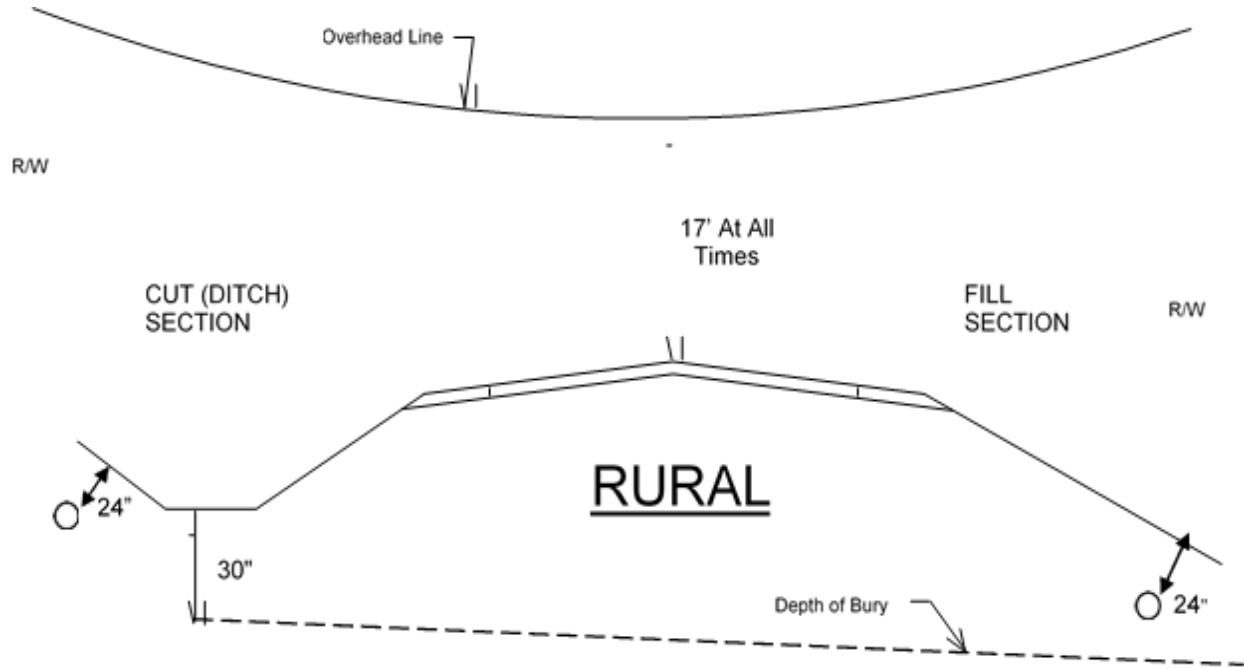 Overhead Line
R/W
17' At All
Times
CUT (DITCH)
SECTION
FILL
SECTION
R/W
RURAL
24"
30"
Depth of Bury
24"